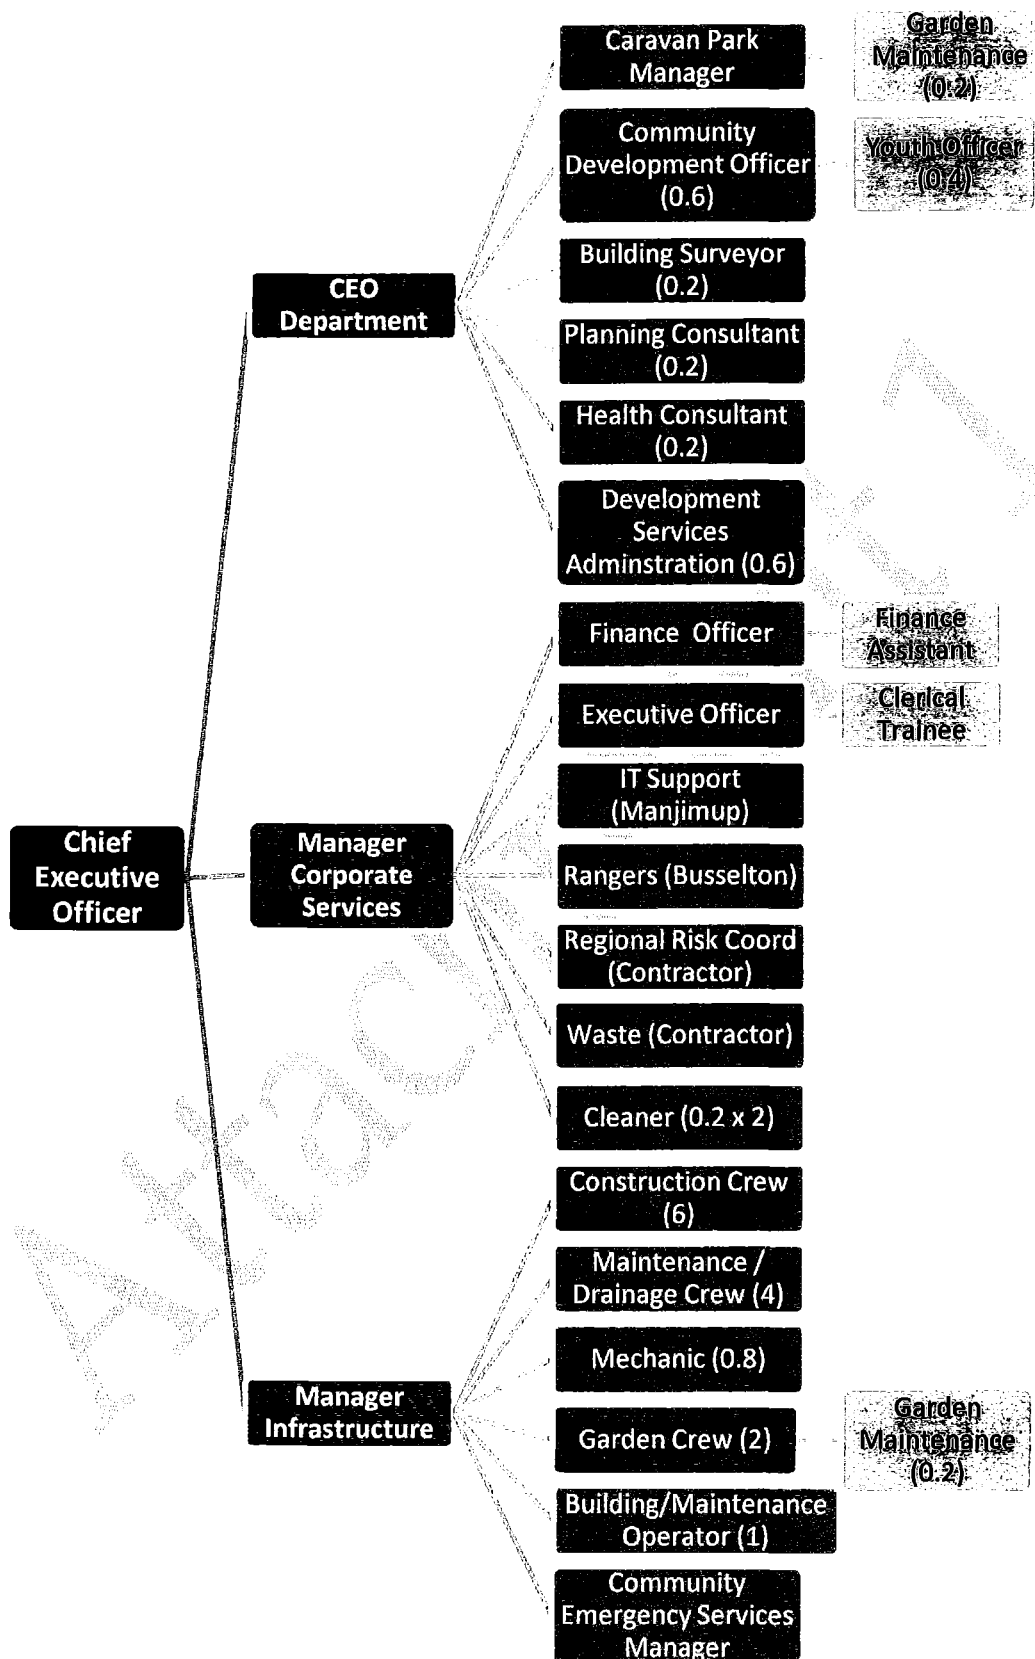 Chief
Executive
Officer
CEO
Department
Caravan Park
Manager
Garden
Maintenance
(0.2)
Community
Development Officer
(0.6)
Youth Officer
(0.4)
Building Surveyor
(0.2)
Planning Consultant
(0.2)
Health Consultant
(0.2)
Development
Services
Adminstration (0.6)
Manager
Corporate
Services
Finance Officer
Finance
Assistant
Executive Officer
Clerical
Trainee
IT Support
(Manjimup)
Rangers (Busselton)
Regional Risk Coord
(Contractor)
Waste (Contractor)
Cleaner (0.2 x 2)
Manager
Infrastructure
Construction Crew
(6)
Maintenance /
Drainage Crew (4)
Mechanic (0.8)
Garden Crew (2)
Garden
Maintenance
(0.2)
Building/Maintenance
Operator (1)
Community
Emergency Services
Manager